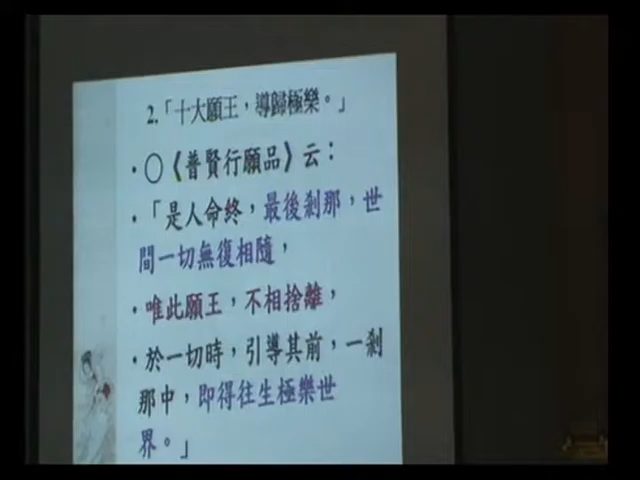 2.「十大願王，導歸極樂。」
·〇《普賢行願品》云：
·「是人命終，最後剎那，世
間一切無復相隨，
·唯此願王，不相捨離，
·於一切時，引導其前，一剎
那中，即得往生極樂世
界。」